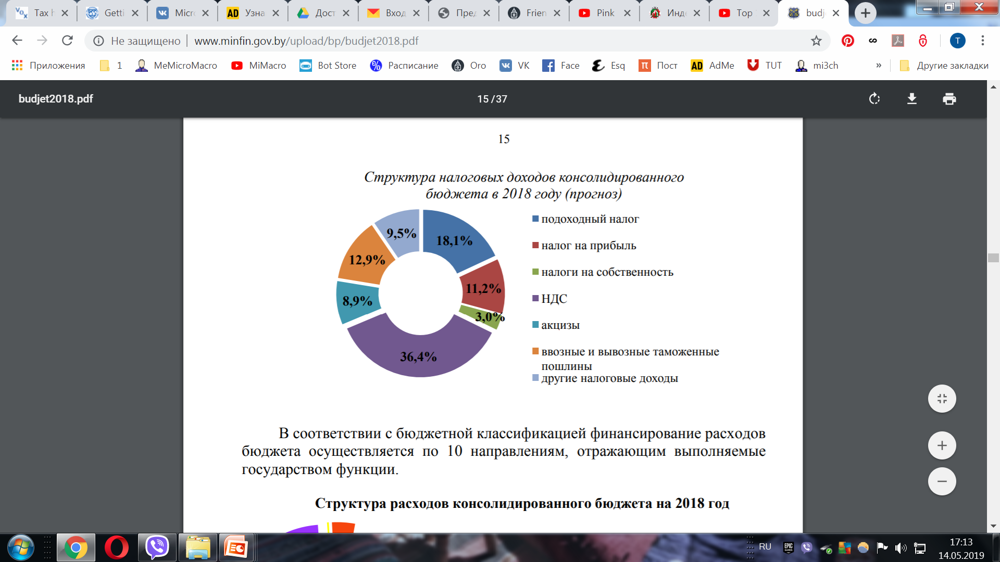 Tax h
Getti
Micro
Узна
Дост
Вход
Пред
Frien
Pink
Инде
Top
budje
Не защищено
www.minfin.gov.by/upload/bp/budjet2018.pdf
T
Приложения
1
MeMicroMacro
MiMacro
Bot Store
Расписание
Oro
VK
Face
Esq
Пост
AdMe
TUT
mi3ch
»
Другие закладки
budjet2018.pdf
15 / 37
15
Структура налоговых доходов консолидированного
бюджета в 2018 году (прогноз)
9,5%
18,1%
12,9%
11,2%
8,9%
3,0%
36,4%
подоходный налог
налог на прибыль
налоги на собственность
НДС
акцизы
ввозные и вывозные таможенные
пошлины
другие налоговые доходы
В соответствии с бюджетной классификацией финансирование расходов
бюджета осуществляется по 10 направлениям, отражающим выполняемые
государством функции.
Структура расходов консолидированного бюджета на 2018 год
RU
EPIC
GAMES
17:13
14.05.2019